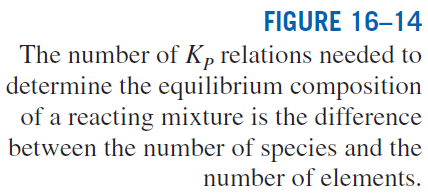 FIGURE 16–14
The number of Kₚ relations needed to
determine the equilibrium composition
of a reacting mixture is the difference
between the number of species and the
number of elements.